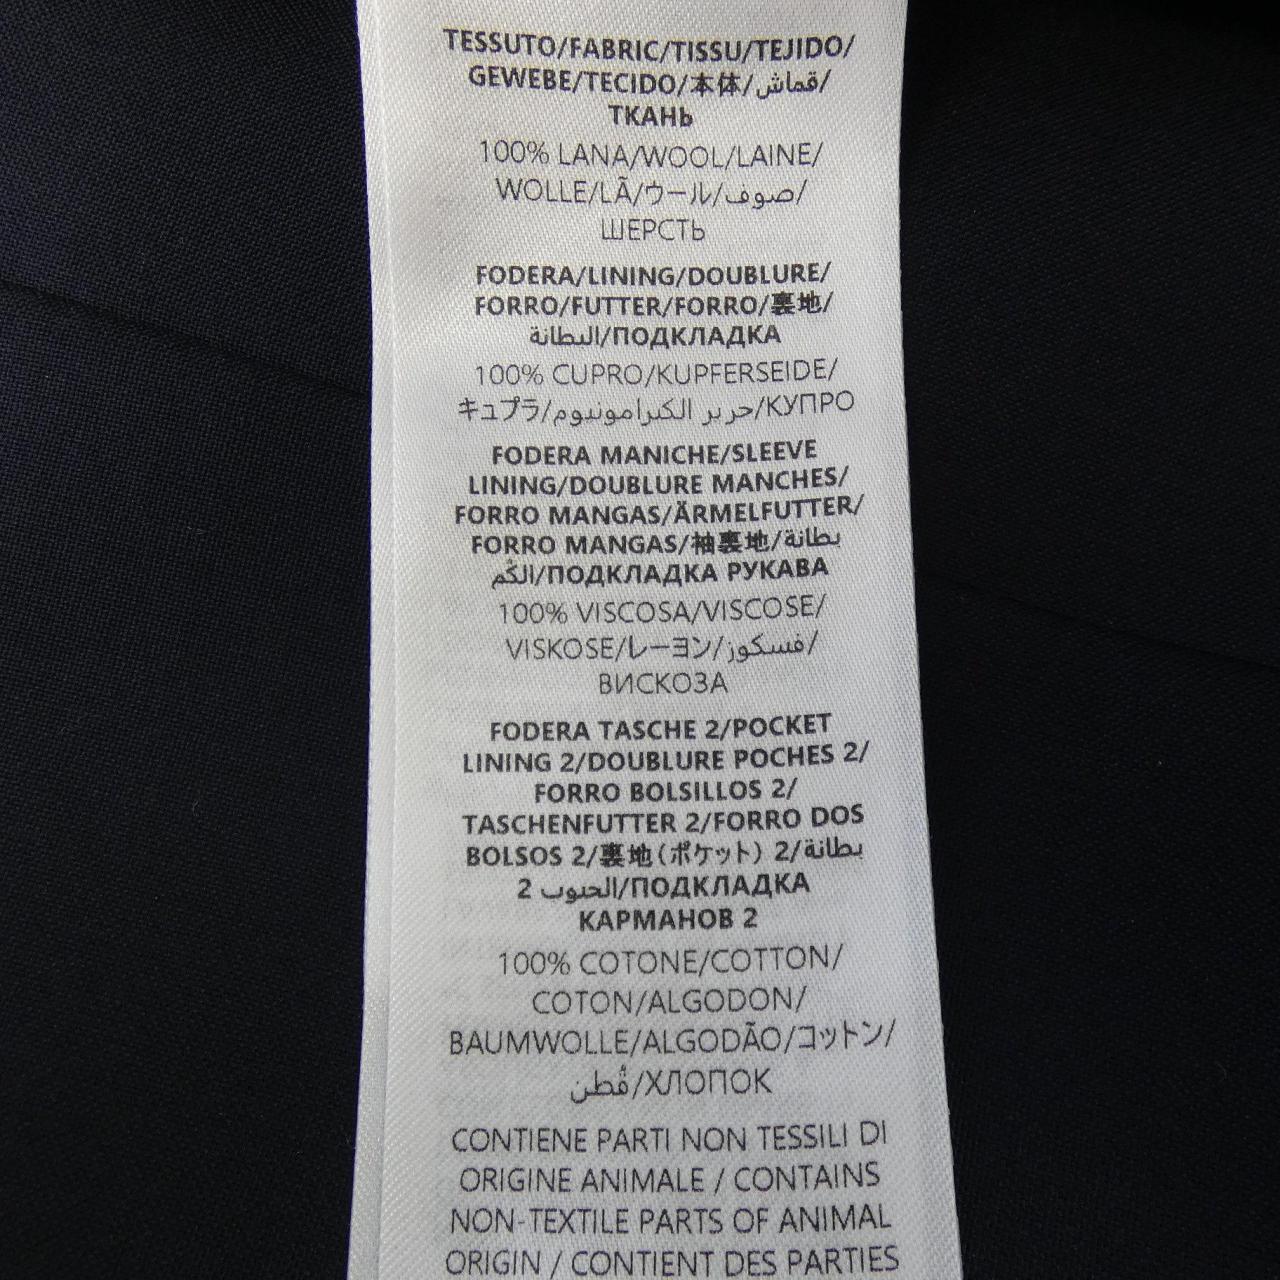 TESSUTO/FABRIC/TISSU/TEJIDO/
GEWEBE/TECIDO/本体/قماش/
ТКАНЬ
100% LANA/WOOL/LAINE/
WOLLE/LÃ/ウール/صوف/
ШЕРСТЬ
FODERA/LINING/DOUBLURE/
FORRO/FUTTER/FORRO/裏地/
البطانة/ПОДКЛАДКА
100% CUPRO/KUPFERSEIDE/
キュプラ/حرير الكبرامونيوم/КУПРО
FODERA MANICHE/SLEEVE
LINING/DOUBLURE MANCHES/
FORRO MANGAS/ÄRMELFUTTER/
FORRO MANGAS/袖裏地/بطانة
الكُم/ПОДКЛАДКА РУКАВА
100% VISCOSA/VISCOSE/
VISKOSE/レーヨン/فسكوز/
ВИСКОЗА
FODERA TASCHE 2/POCKET
LINING 2/DOUBLURE POCHES 2/
FORRO BOLSILLOS 2/
TASCHENFUTTER 2/FORRO DOS
BOLSOS 2/裏地(ポケット) 2/بطانة
الجيوب 2/ПОДКЛАДКА
КАРМАНОВ 2
100% COTONE/COTTON/
COTON/ALGODON/
BAUMWOLLE/ALGODÃO/コットン/
قُطن/ХЛОПОК
CONTIENE PARTI NON TESSILI DI
ORIGINE ANIMALE / CONTAINS
NON-TEXTILE PARTS OF ANIMAL
ORIGIN / CONTIENT DES PARTIES